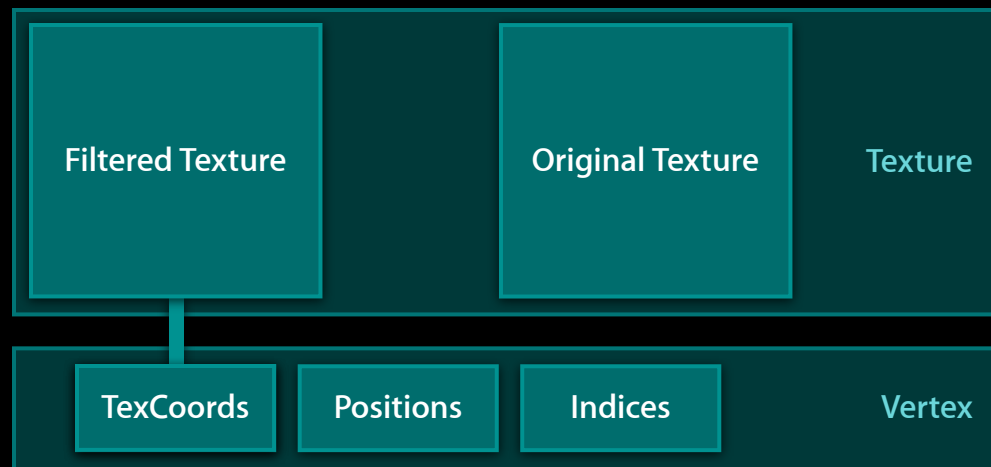 Filtered Texture
Original Texture
Texture
TexCoords
Positions
Indices
Vertex